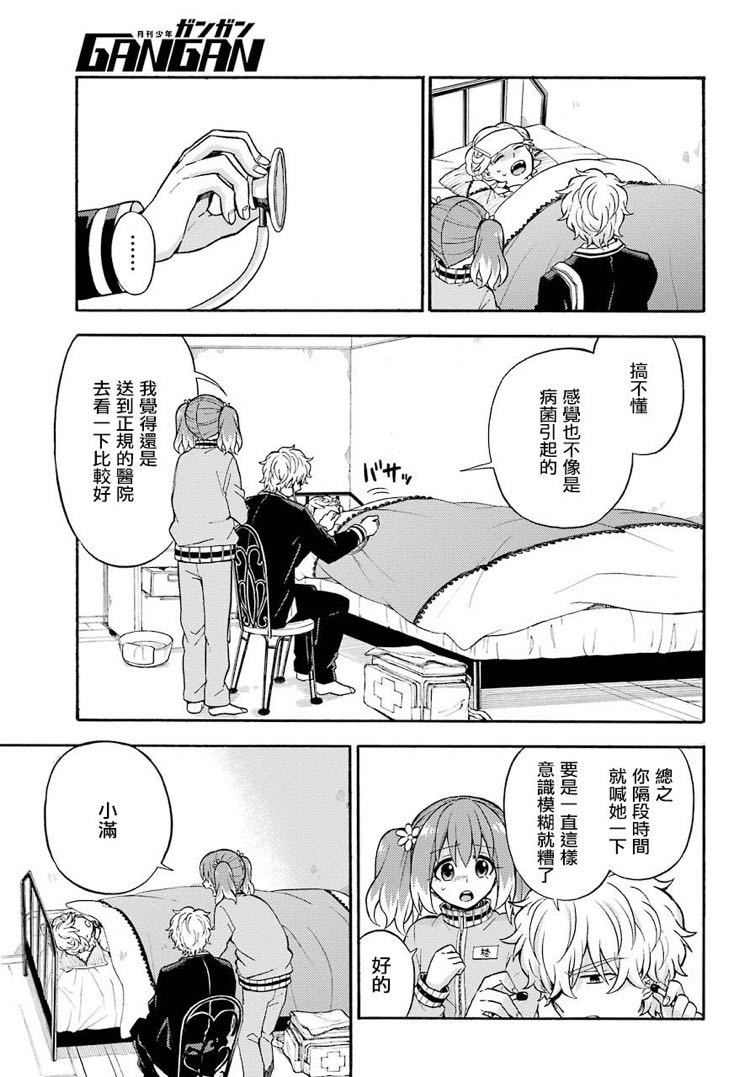 月刊少年
ガンガン
GANGAN
……
搞不懂
感覺也不像是
病菌引起的
バサッ
我覺得還是
送到正規的醫院
去看一下比較好
總之
你隔段時間
就喊她一下
要是一直這樣
意識模糊就糟了
好的
小滿